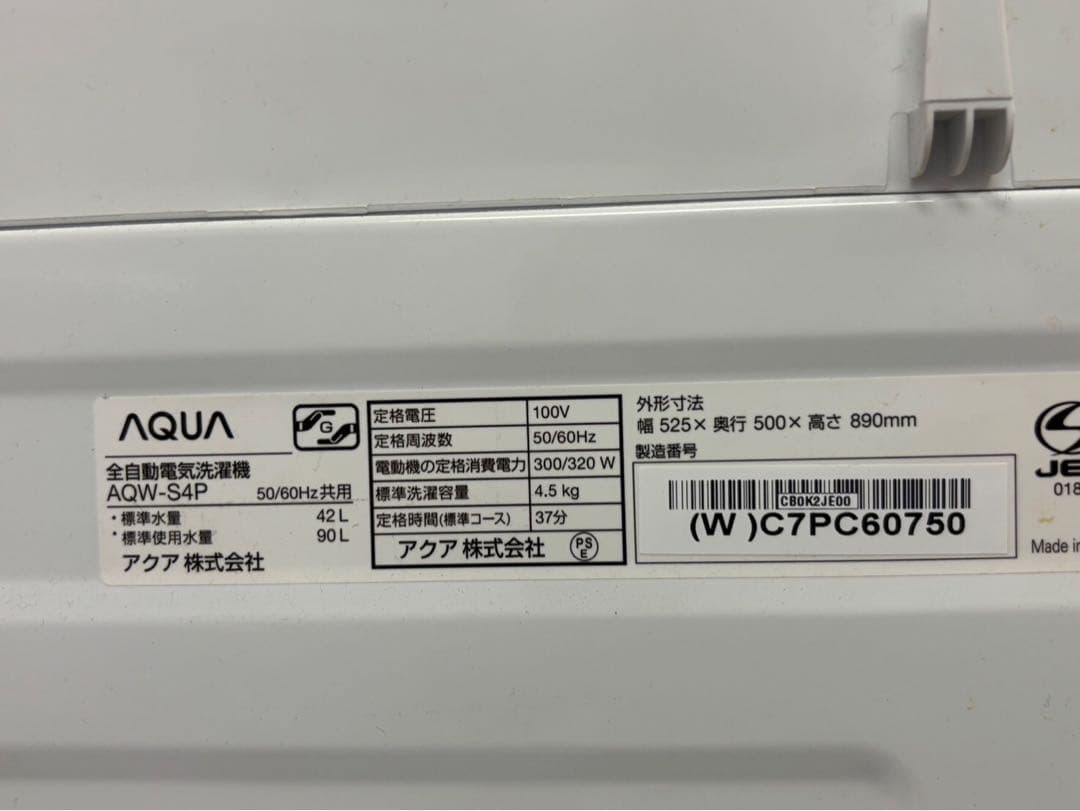 AQUA
G
全自動電気洗濯機
AQW-S4P 50/60Hz共用
・標準水量 42L
・標準使用水量 90L
アクア 株式会社
定格電圧 100V
定格周波数 50/60Hz
電動機の定格消費電力 300/320 W
標準洗濯容量 4.5 kg
定格時間(標準コース) 37分
アクア 株式会社 PSE
外形寸法
幅 525× 奥行 500× 高さ 890mm
製造番号
CB0K2JE00
(W )C7PC60750
JE
018
Made in